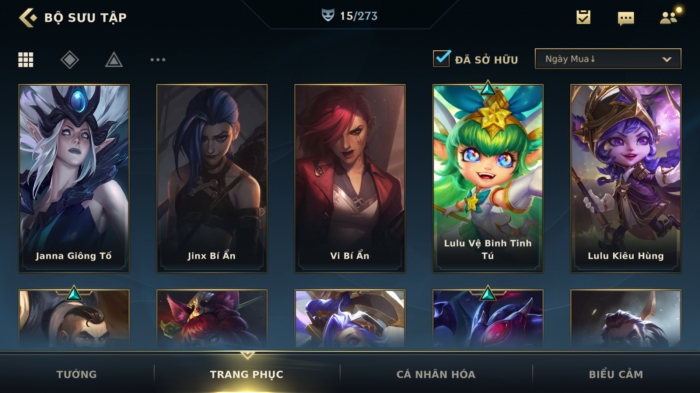 BỘ SƯU TẬP
15/273
ĐÃ SỞ HỮU
Ngày Mua↓
Janna Giông Tố
Jinx Bí Ẩn
Vi Bí Ẩn
Lulu Vệ Binh Tinh
Tú
Lulu Kiêu Hùng
TƯỚNG
TRANG PHỤC
CÁ NHÂN HÓA
BIỂU CẢM